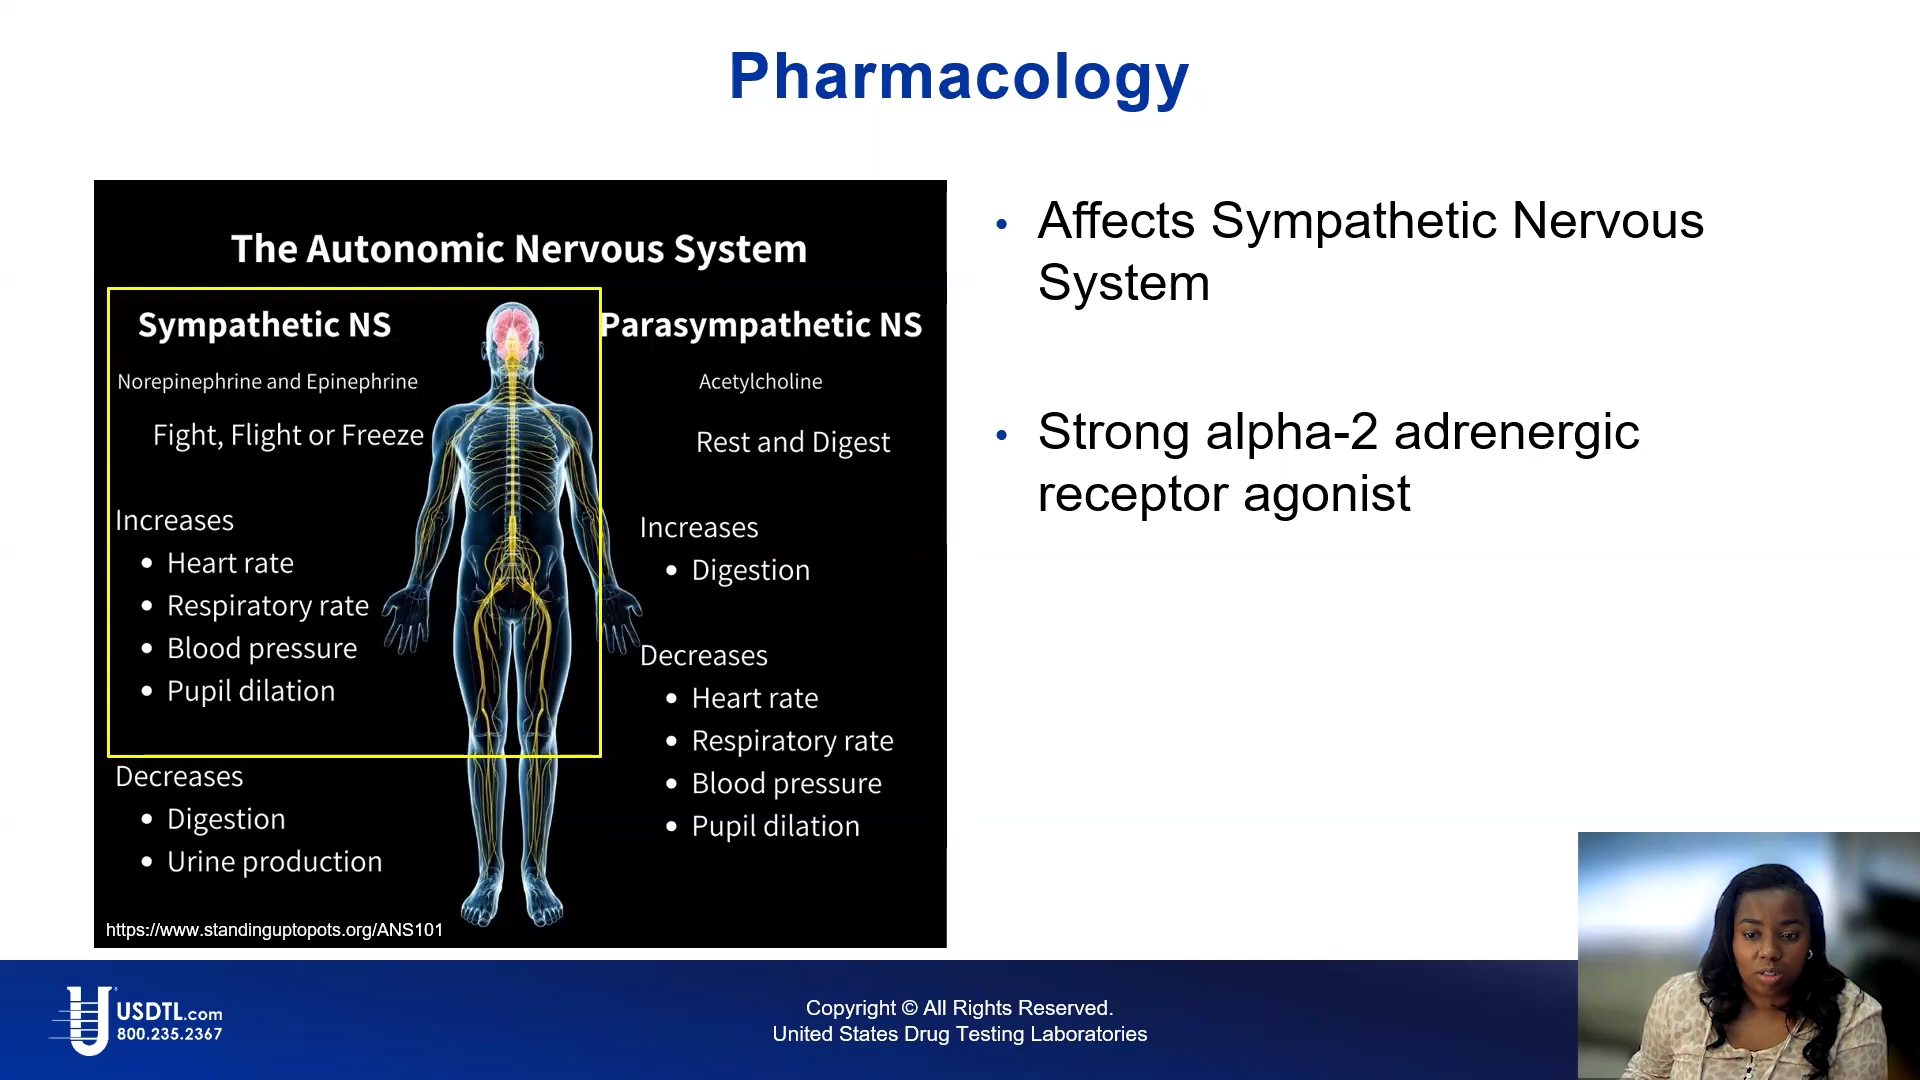 Pharmacology
The Autonomic Nervous System
Sympathetic NS
Norepinephrine and Epinephrine
Fight, Flight or Freeze
Increases
• Heart rate
• Respiratory rate
• Blood pressure
• Pupil dilation
Decreases
• Digestion
• Urine production
https://www.standinguptopots.org/ANS101
Parasympathetic NS
Acetylcholine
Rest and Digest
Increases
• Digestion
Decreases
• Heart rate
• Respiratory rate
• Blood pressure
• Pupil dilation
• Affects Sympathetic Nervous
System
• Strong alpha-2 adrenergic
receptor agonist
USDTL.com
800.235.2367
Copyright © All Rights Reserved.
United States Drug Testing Laboratories